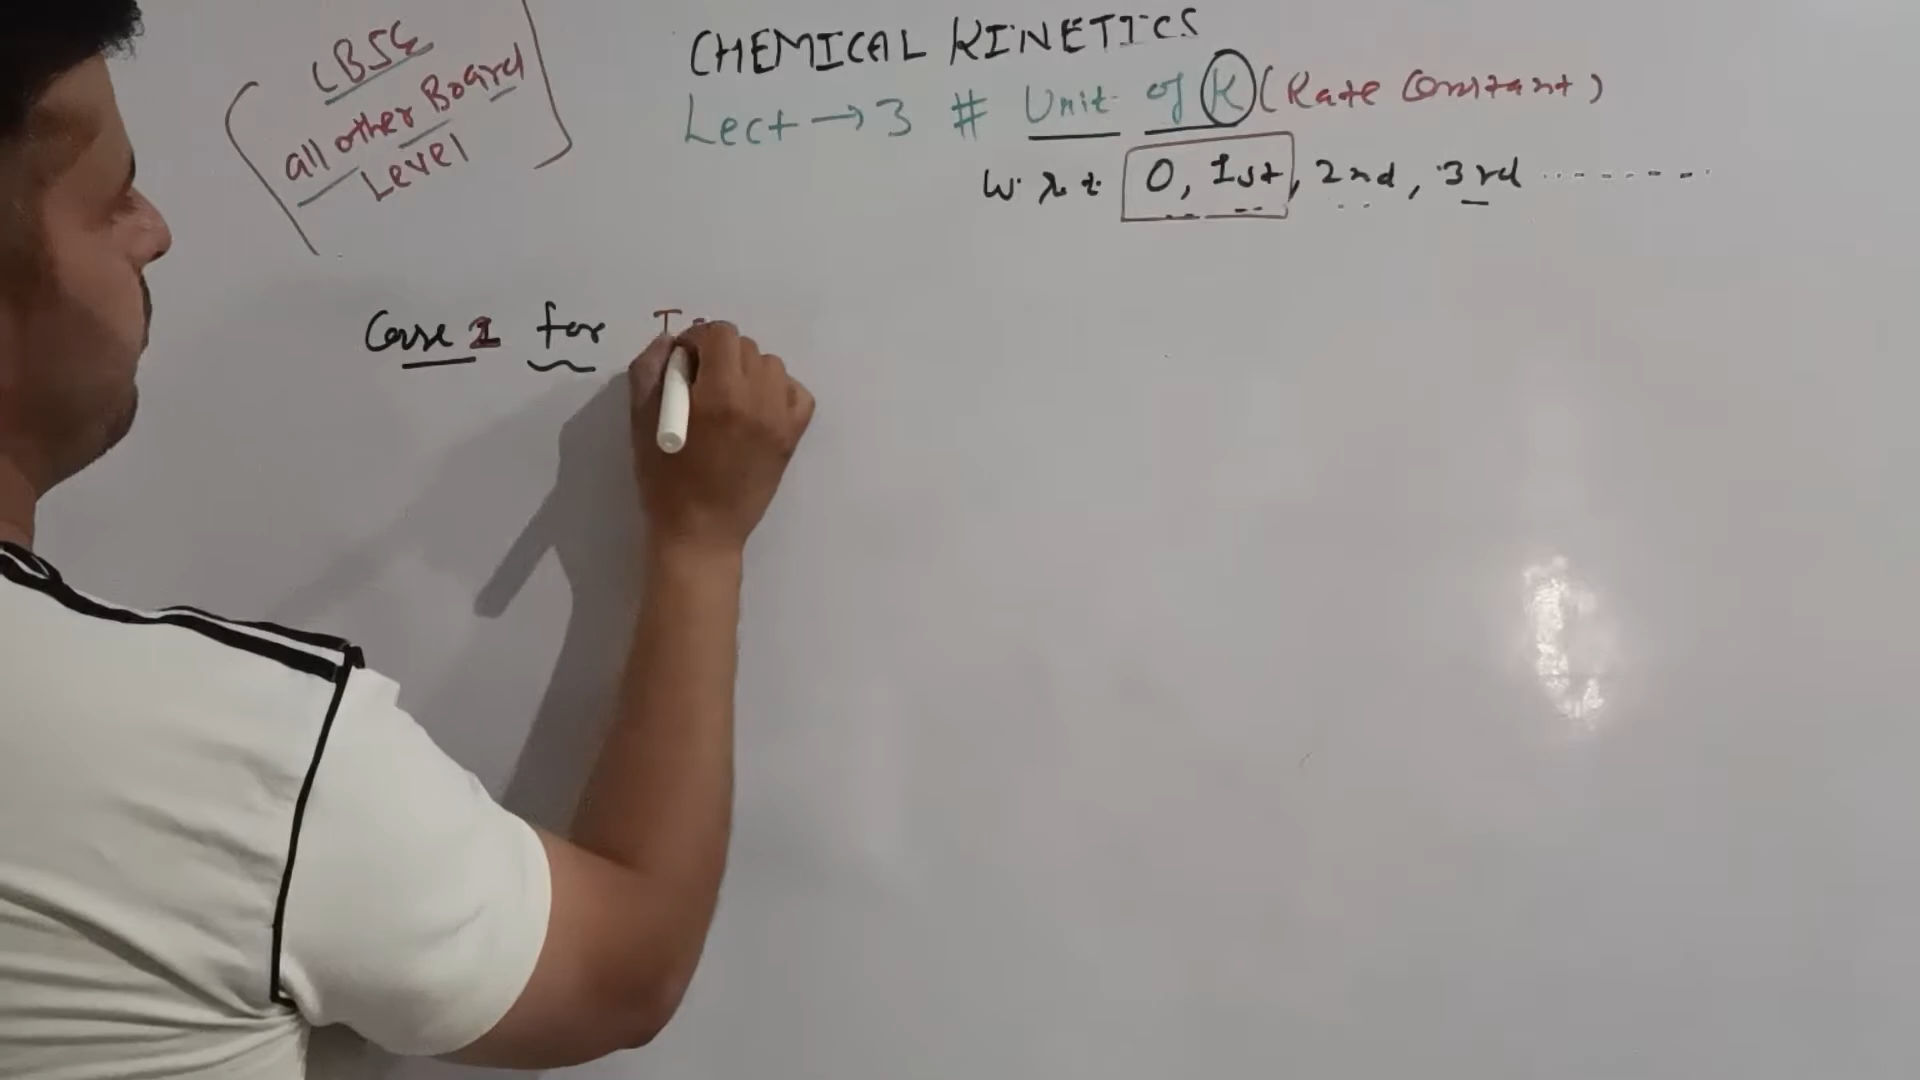 CBSE
all other Board
Level
CHEMICAL KINETICS
Lect → 3 # Unit of K (Rate Constant)
w.r.t 0, 1st, 2nd, 3rd ........
Case 1 for